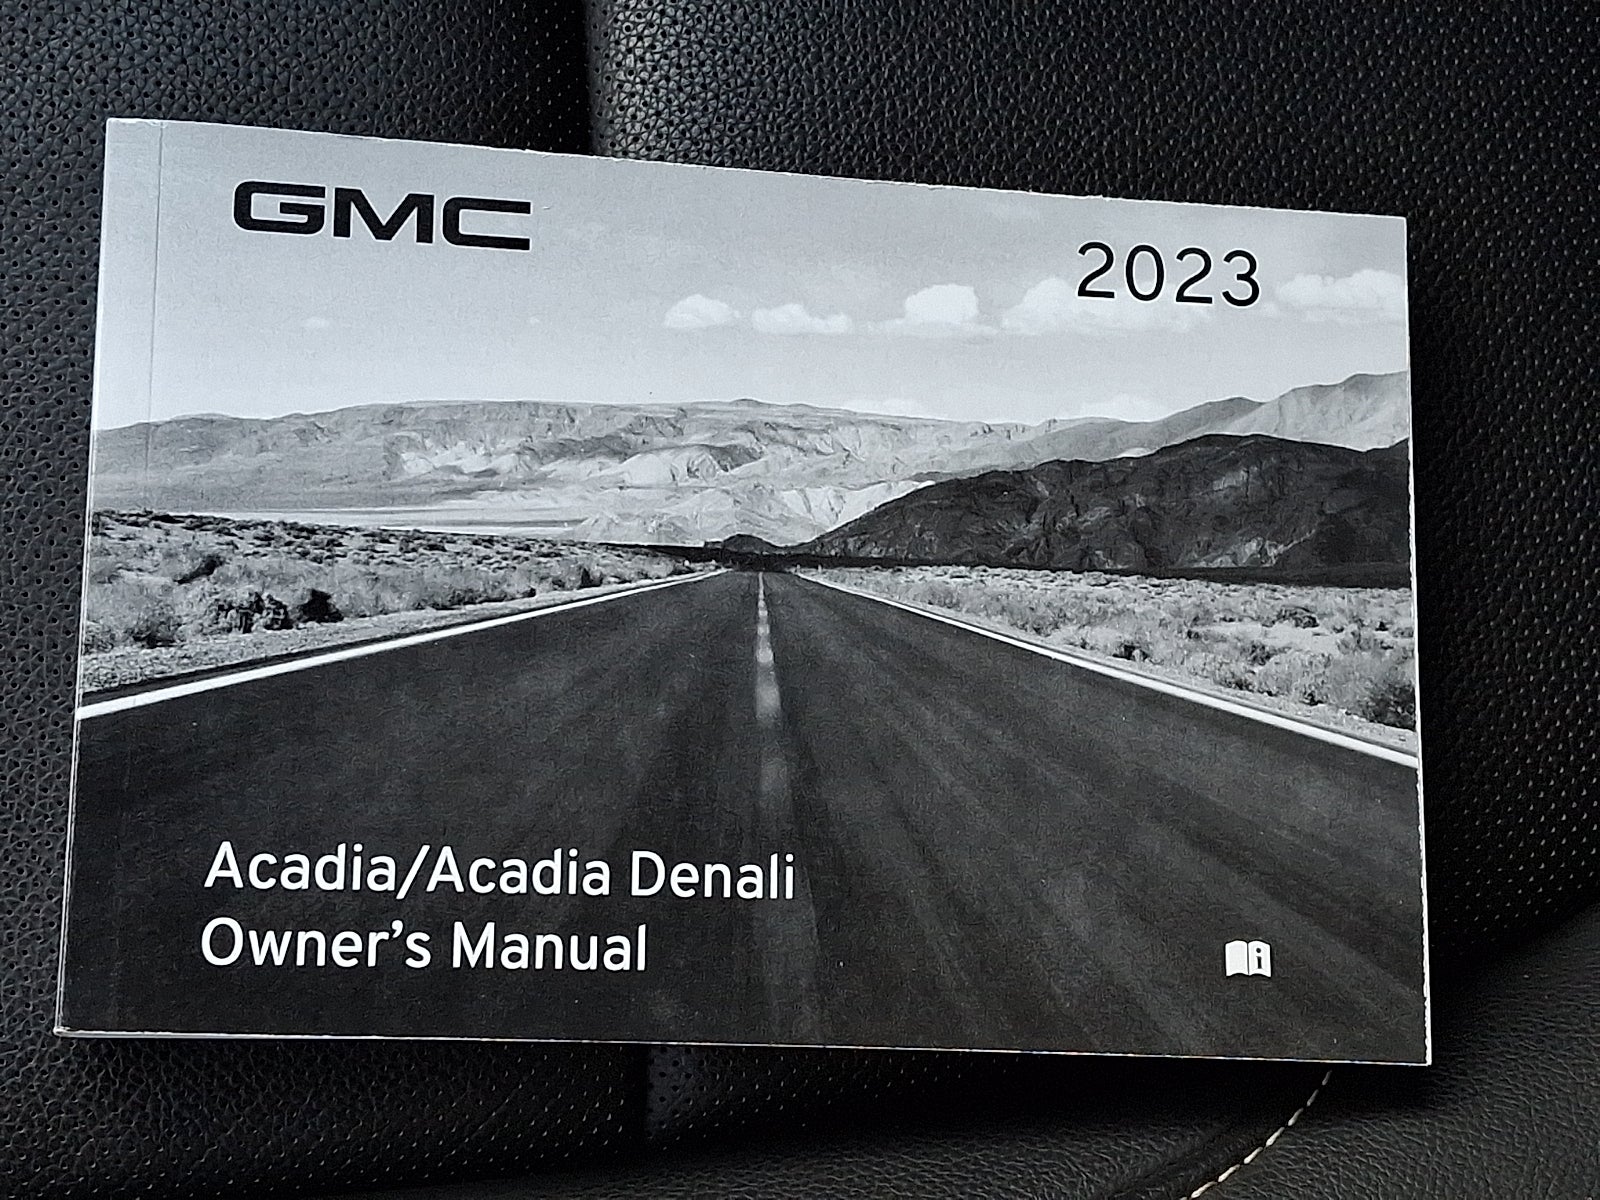 GMC
2023
Acadia/Acadia Denali
Owner’s Manual
i